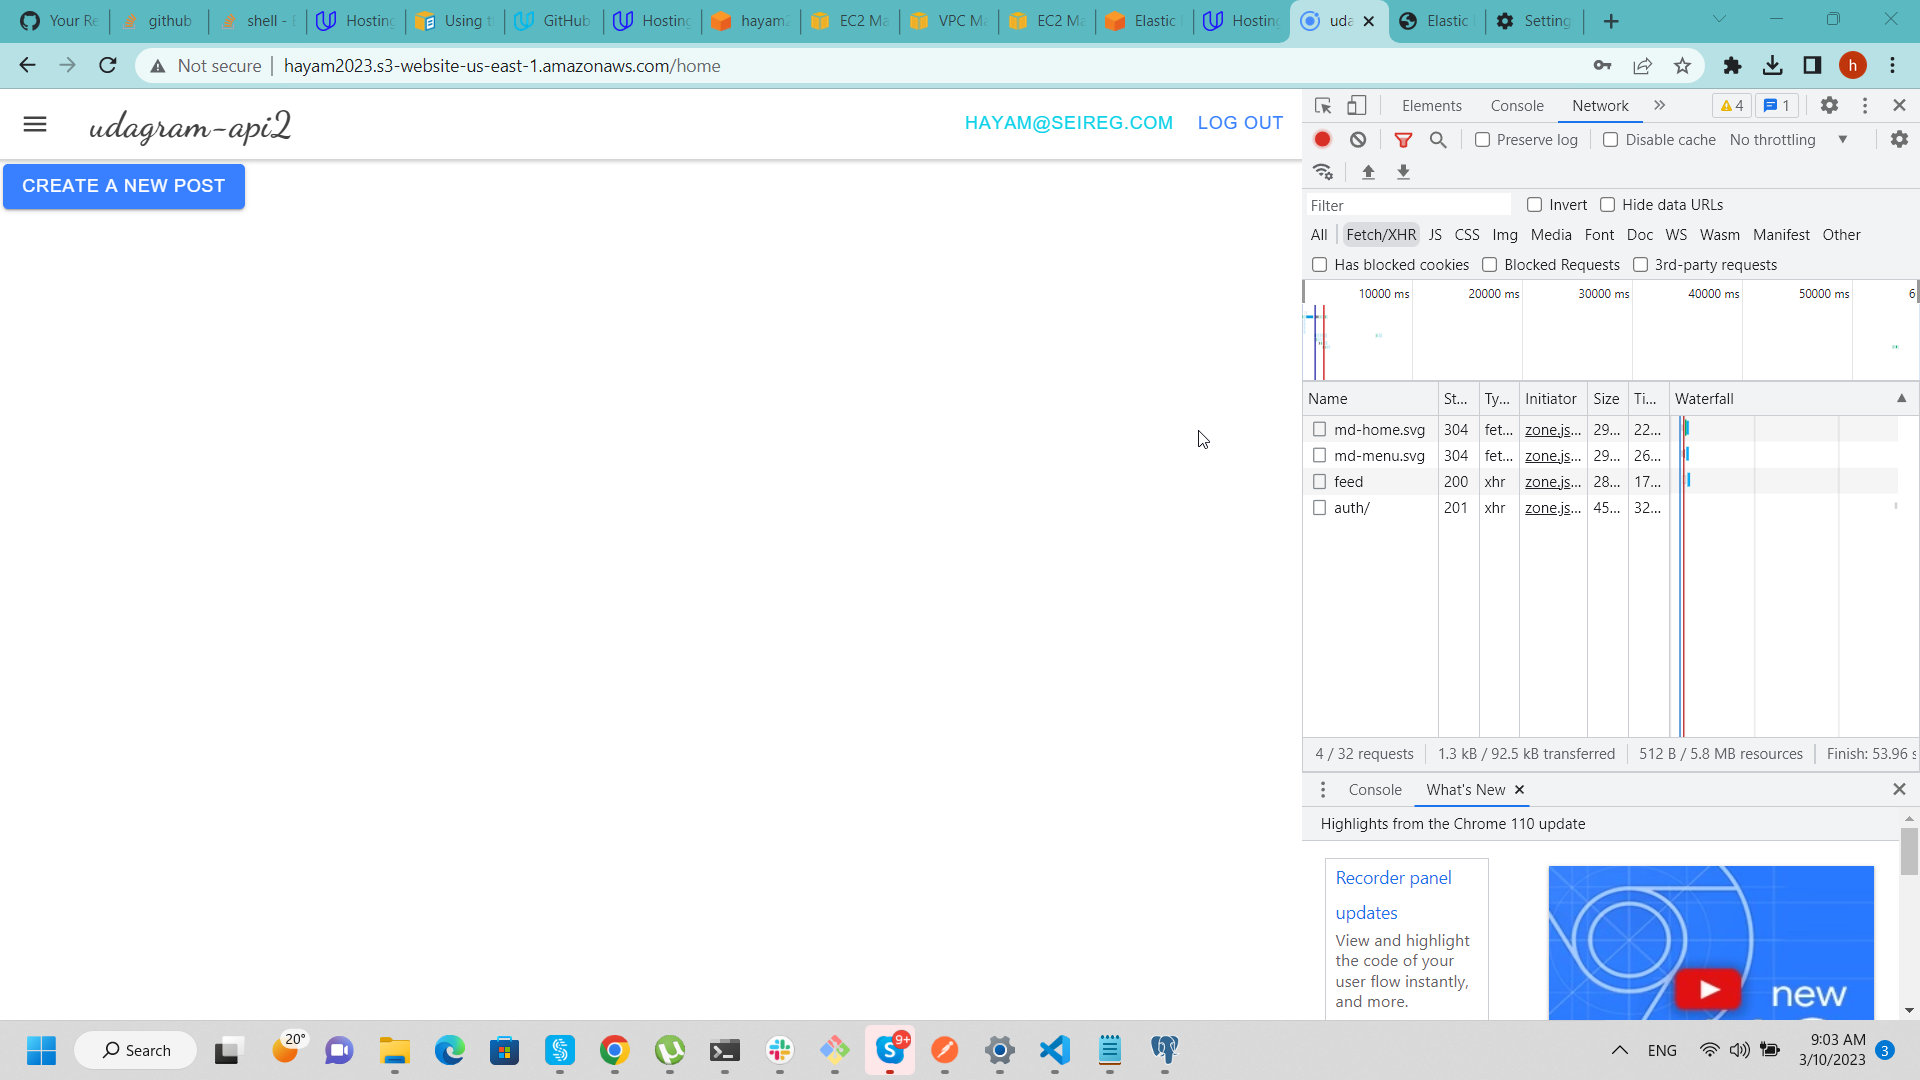 Your Re
github
shell - E
Hosting
Using t
GitHub
Hosting
hayam2
EC2 Ma
VPC Ma
EC2 Ma
Elastic
Hosting
uda
Elastic
Setting
Not secure
hayam2023.s3-website-us-east-1.amazonaws.com/home
h
udagram-api2
HAYAM@SEIREG.COM
LOG OUT
CREATE A NEW POST
Elements
Console
Network
4
1
Preserve log
Disable cache
No throttling
Filter
Invert
Hide data URLs
All
Fetch/XHR
JS
CSS
Img
Media
Font
Doc
WS
Wasm
Manifest
Other
Has blocked cookies
Blocked Requests
3rd-party requests
10000 ms
20000 ms
30000 ms
40000 ms
50000 ms
6
Name St... Ty... Initiator Size Ti... Waterfall
md-home.svg 304 fet... zone.js... 29... 22...
md-menu.svg 304 fet... zone.js... 29... 26...
feed 200 xhr zone.js... 28... 17...
auth/ 201 xhr zone.js... 45... 32...
4 / 32 requests
1.3 kB / 92.5 kB transferred
512 B / 5.8 MB resources
Finish: 53.96 s
Console
What's New
Highlights from the Chrome 110 update
Recorder panel
updates
View and highlight
the code of your
user flow instantly,
and more.
new
Search
20°
9+
ENG
9:03 AM
3/10/2023
3